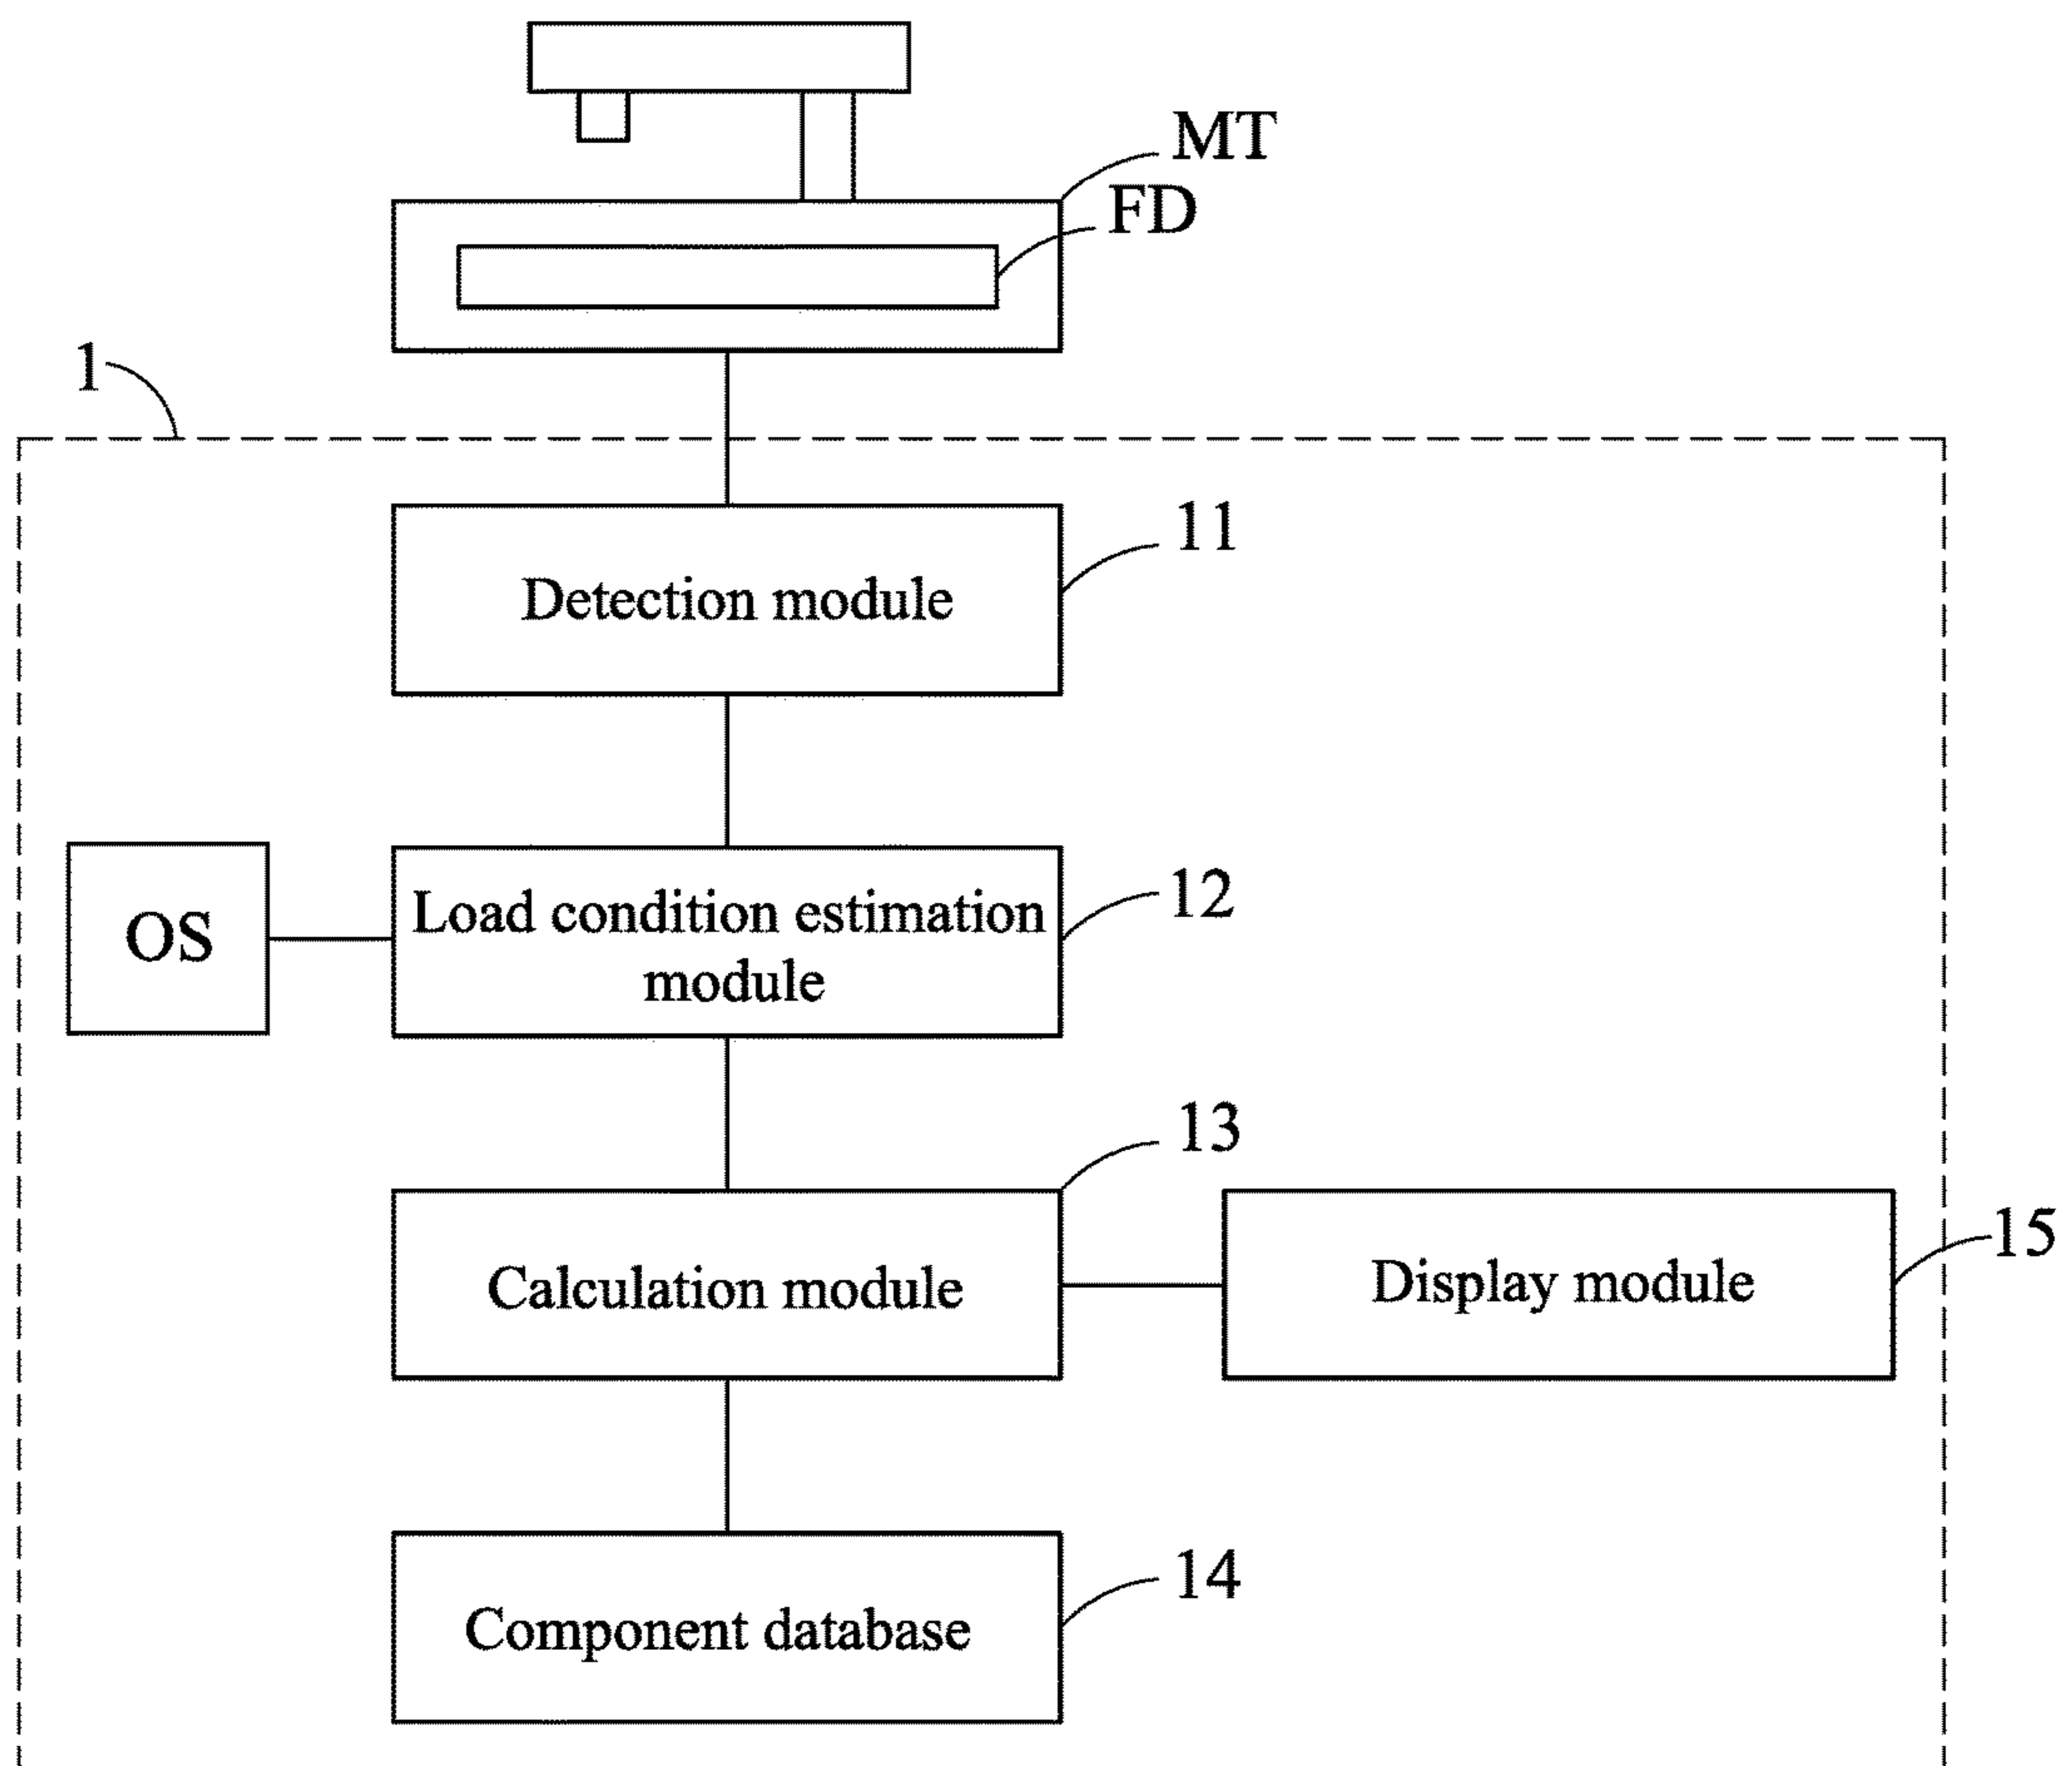 MT
FD
1
11
Detection module
12
OS
Load condition estimation
module
13
Calculation module
Display module
15
14
Component database